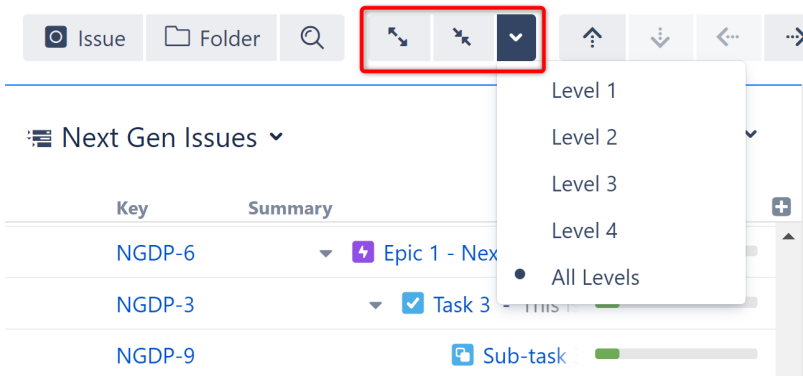 Issue Folder
Level 1
Level 2
Level 3
Level 4
All Levels
Next Gen Issues
Key Summary
NGDP-6 Epic 1 - Nex
NGDP-3 Task 3 - This
NGDP-9 Sub-task